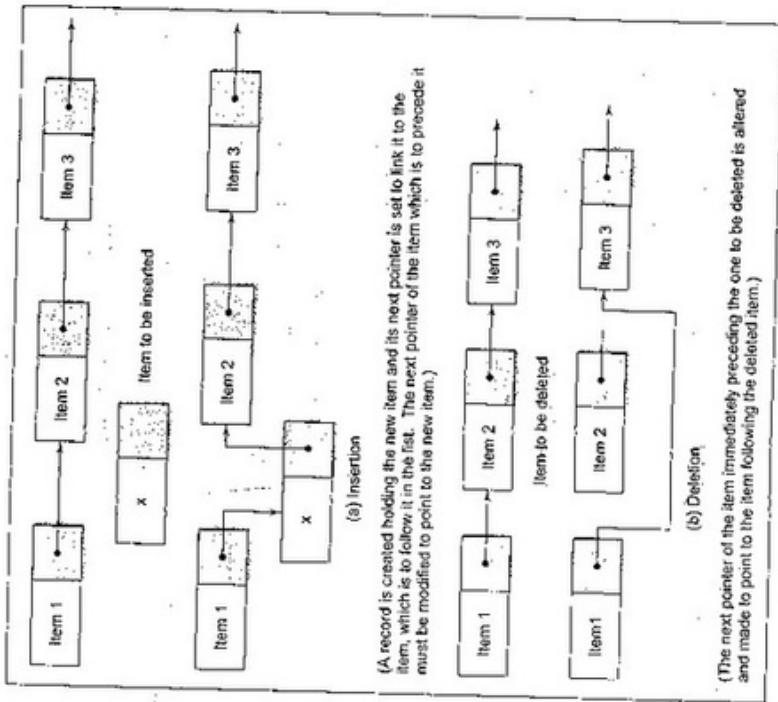 Item 1
Item 2
Item 3
Item to be inserted
x
Item 1
Item 2
Item 3
x
(a) Insertion
(A record is created holding the new item and its next pointer is set to link it to the
item, which is to follow it in the list. The next pointer of the item which is to precede it
must be modified to point to the new item.)
Item 1
Item 2
Item 3
Item to be deleted
Item1
Item 2
Item 3
(b) Deletion
(The next pointer of the item immediately preceding the one to be deleted is altered
and made to point to the item following the deleted item.)